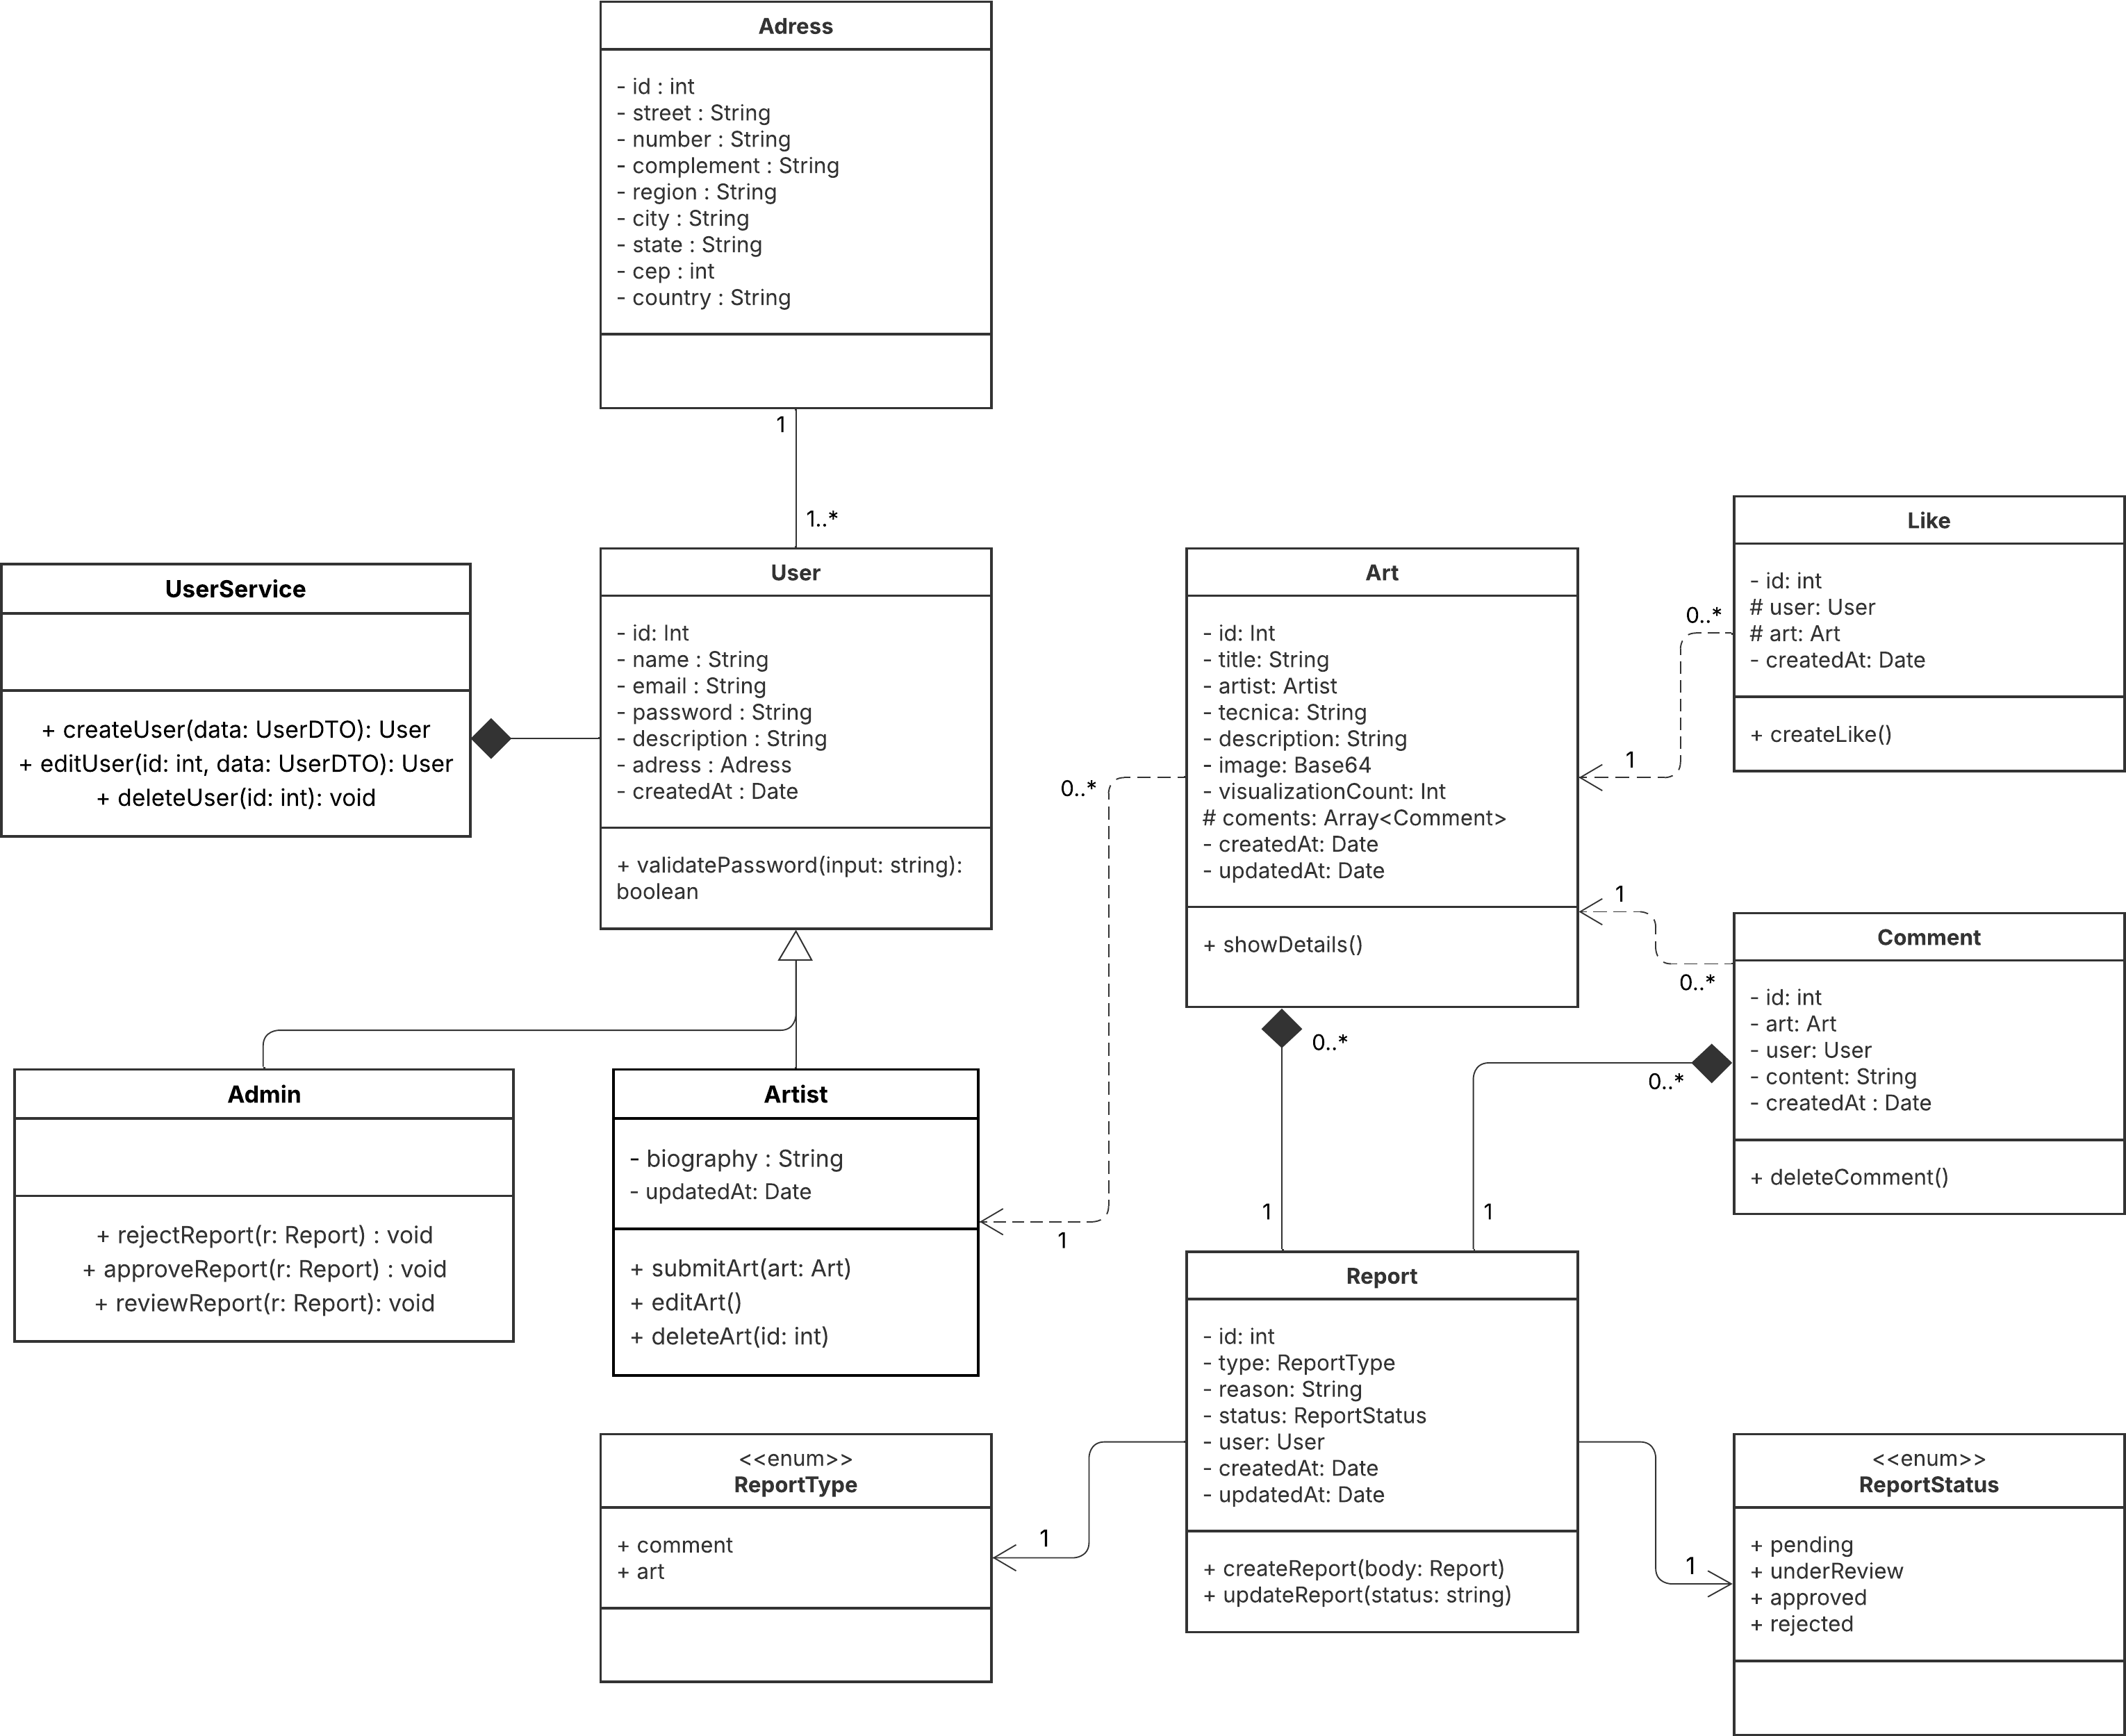 Adress
- id : int
- street : String
- number : String
- complement : String
- region : String
- city : String
- state : String
- cep : int
- country : String
1
1..*
UserService
+ createUser(data: UserDTO): User
+ editUser(id: int, data: UserDTO): User
+ deleteUser(id: int): void
User
- id: Int
- name : String
- email : String
- password : String
- description : String
- adress : Adress
- createdAt : Date
+ validatePassword(input: string):
boolean
Art
- id: Int
- title: String
- artist: Artist
- tecnica: String
- description: String
- image: Base64
- visualizationCount: Int
# coments: Array<Comment>
- createdAt: Date
- updatedAt: Date
+ showDetails()
Like
- id: int
# user: User
# art: Art
- createdAt: Date
+ createLike()
0..*
1
0..*
1
1
0..*
Comment
- id: int
- art: Art
- user: User
- content: String
- createdAt : Date
+ deleteComment()
0..*
0..*
1
1
Admin
+ rejectReport(r: Report) : void
+ approveReport(r: Report) : void
+ reviewReport(r: Report): void
Artist
- biography : String
- updatedAt: Date
+ submitArt(art: Art)
+ editArt()
+ deleteArt(id: int)
Report
- id: int
- type: ReportType
- reason: String
- status: ReportStatus
- user: User
- createdAt: Date
- updatedAt: Date
+ createReport(body: Report)
+ updateReport(status: string)
<<enum>>
ReportType
+ comment
+ art
1
1
<<enum>>
ReportStatus
+ pending
+ underReview
+ approved
+ rejected